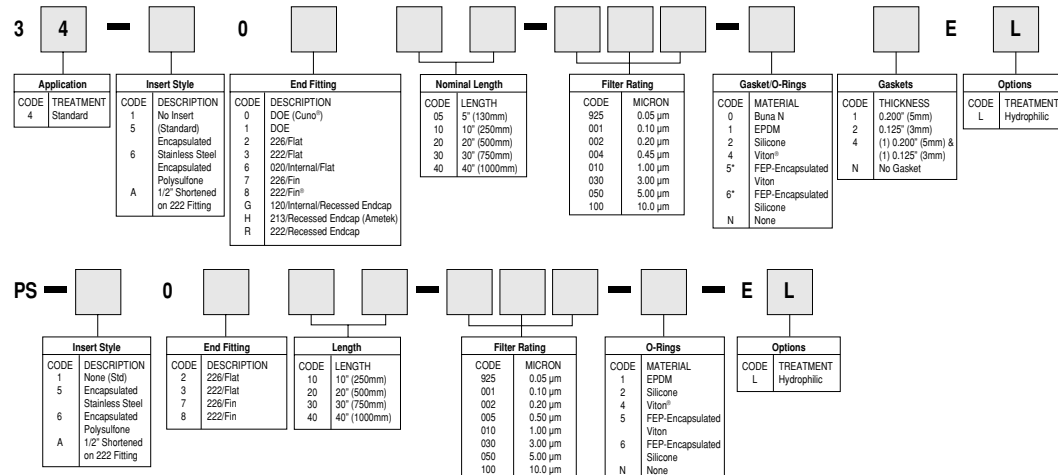 3 4 – 0 – – E L
Application
CODE TREATMENT
4 Standard
Insert Style
CODE DESCRIPTION
1 No Insert
5 (Standard)
Encapsulated
6 Stainless Steel
Encapsulated
Polysulfone
A 1/2" Shortened
on 222 Fitting
End Fitting
CODE DESCRIPTION
0 DOE (Cuno®)
1 DOE
2 226/Flat
3 222/Flat
6 020/Internal/Flat
7 226/Fin
8 222/Fin®
G 120/Internal/Recessed Endcap
H 213/Recessed Endcap (Ametek)
R 222/Recessed Endcap
Nominal Length
CODE LENGTH
05 5" (130mm)
10 10" (250mm)
20 20" (500mm)
30 30" (750mm)
40 40" (1000mm)
Filter Rating
CODE MICRON
925 0.05 µm
001 0.10 µm
002 0.20 µm
004 0.45 µm
010 1.00 µm
030 3.00 µm
050 5.00 µm
100 10.0 µm
Gasket/O-Rings
CODE MATERIAL
0 Buna N
1 EPDM
2 Silicone
4 Viton®
5* FEP-Encapsulated
Viton
6* FEP-Encapsulated
Silicone
N None
Gaskets
CODE THICKNESS
1 0.200" (5mm)
2 0.125" (3mm)
4 (1) 0.200" (5mm) &
(1) 0.125" (3mm)
N No Gasket
Options
CODE TREATMENT
L Hydrophilic
PS – 0 – – – E L
Insert Style
CODE DESCRIPTION
1 None (Std)
5 Encapsulated
Stainless Steel
6 Encapsulated
Polysulfone
A 1/2" Shortened
on 222 Fitting
End Fitting
CODE DESCRIPTION
2 226/Flat
3 222/Flat
7 226/Fin
8 222/Fin
Length
CODE LENGTH
10 10" (250mm)
20 20" (500mm)
30 30" (750mm)
40 40" (1000mm)
Filter Rating
CODE MICRON
925 0.05 µm
001 0.10 µm
002 0.20 µm
005 0.50 µm
010 1.00 µm
030 3.00 µm
050 5.00 µm
100 10.0 µm
O-Rings
CODE MATERIAL
1 EPDM
2 Silicone
4 Viton®
5 FEP-Encapsulated
Viton
6 FEP-Encapsulated
Silicone
N None
Options
CODE TREATMENT
L Hydrophilic